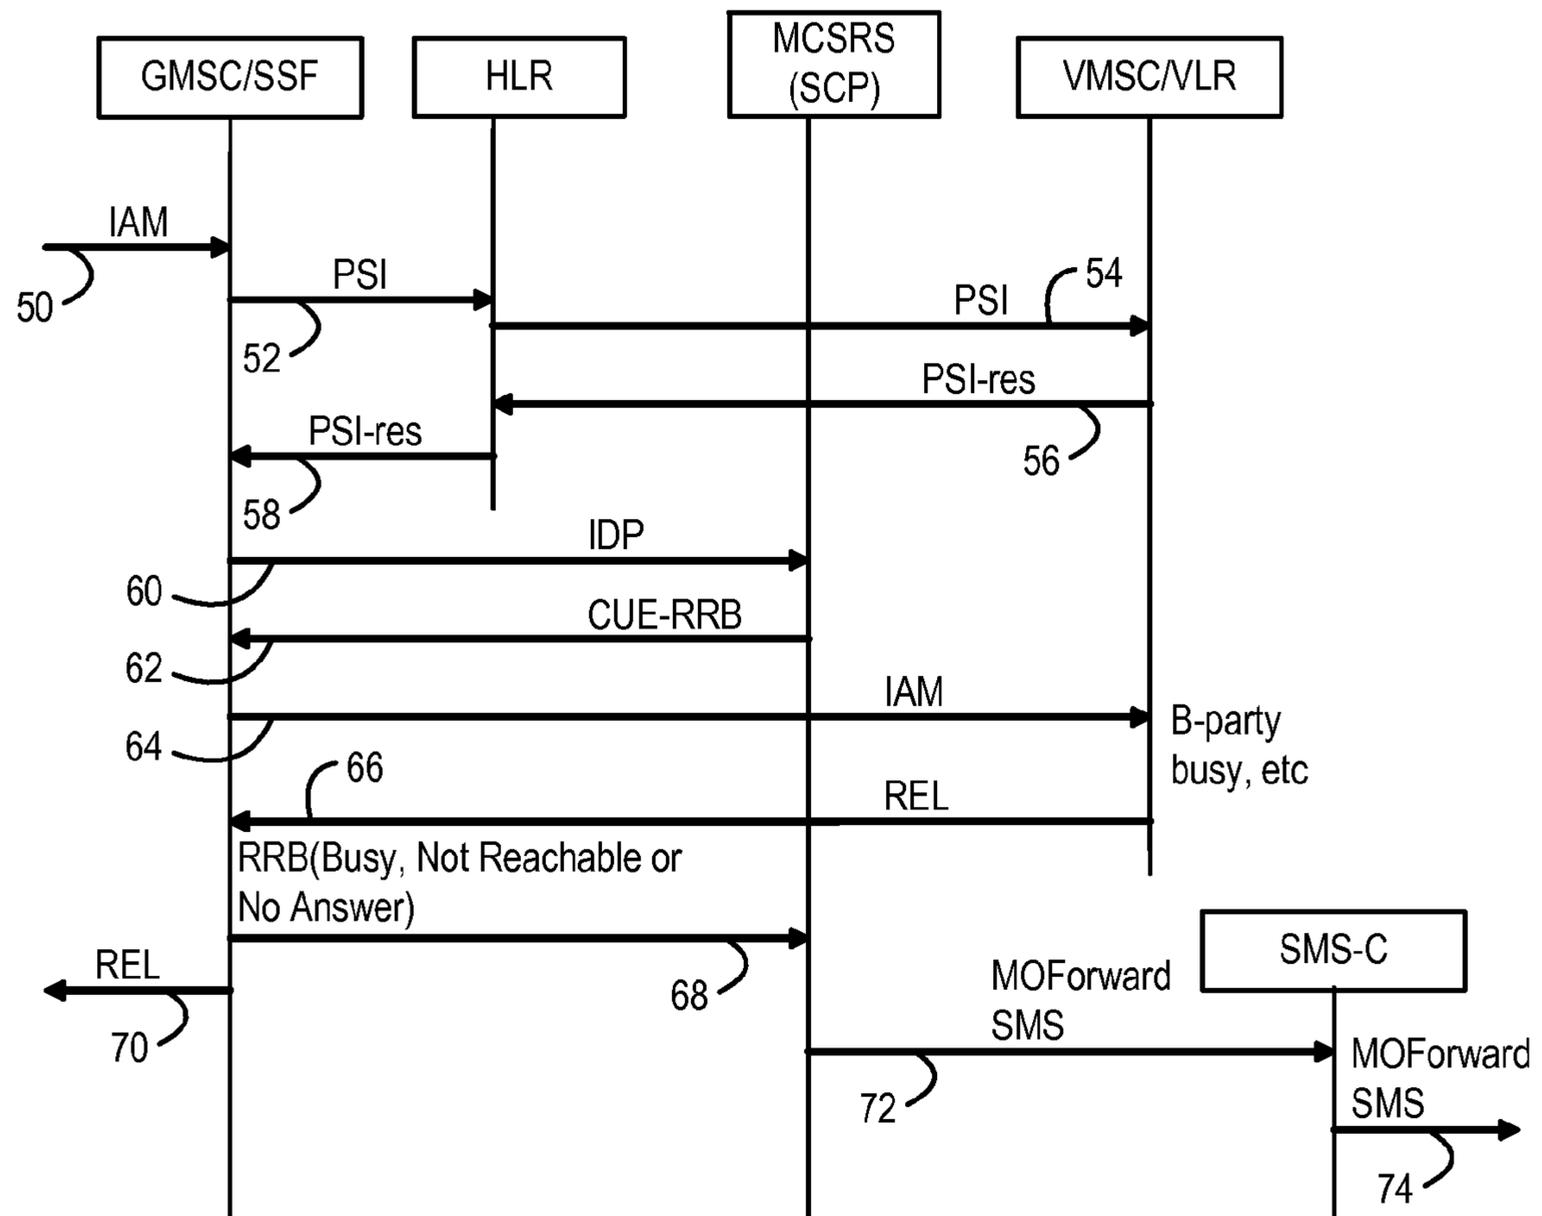 GMSC/SSF
HLR
MCSRS
(SCP)
VMSC/VLR
IAM
50
PSI
52
PSI
54
PSI-res
56
PSI-res
58
IDP
60
CUE-RRB
62
IAM
64
B-party
busy, etc
66
REL
RRB(Busy, Not Reachable or
No Answer)
68
REL
70
SMS-C
MOForward
SMS
72
MOForward
SMS
74